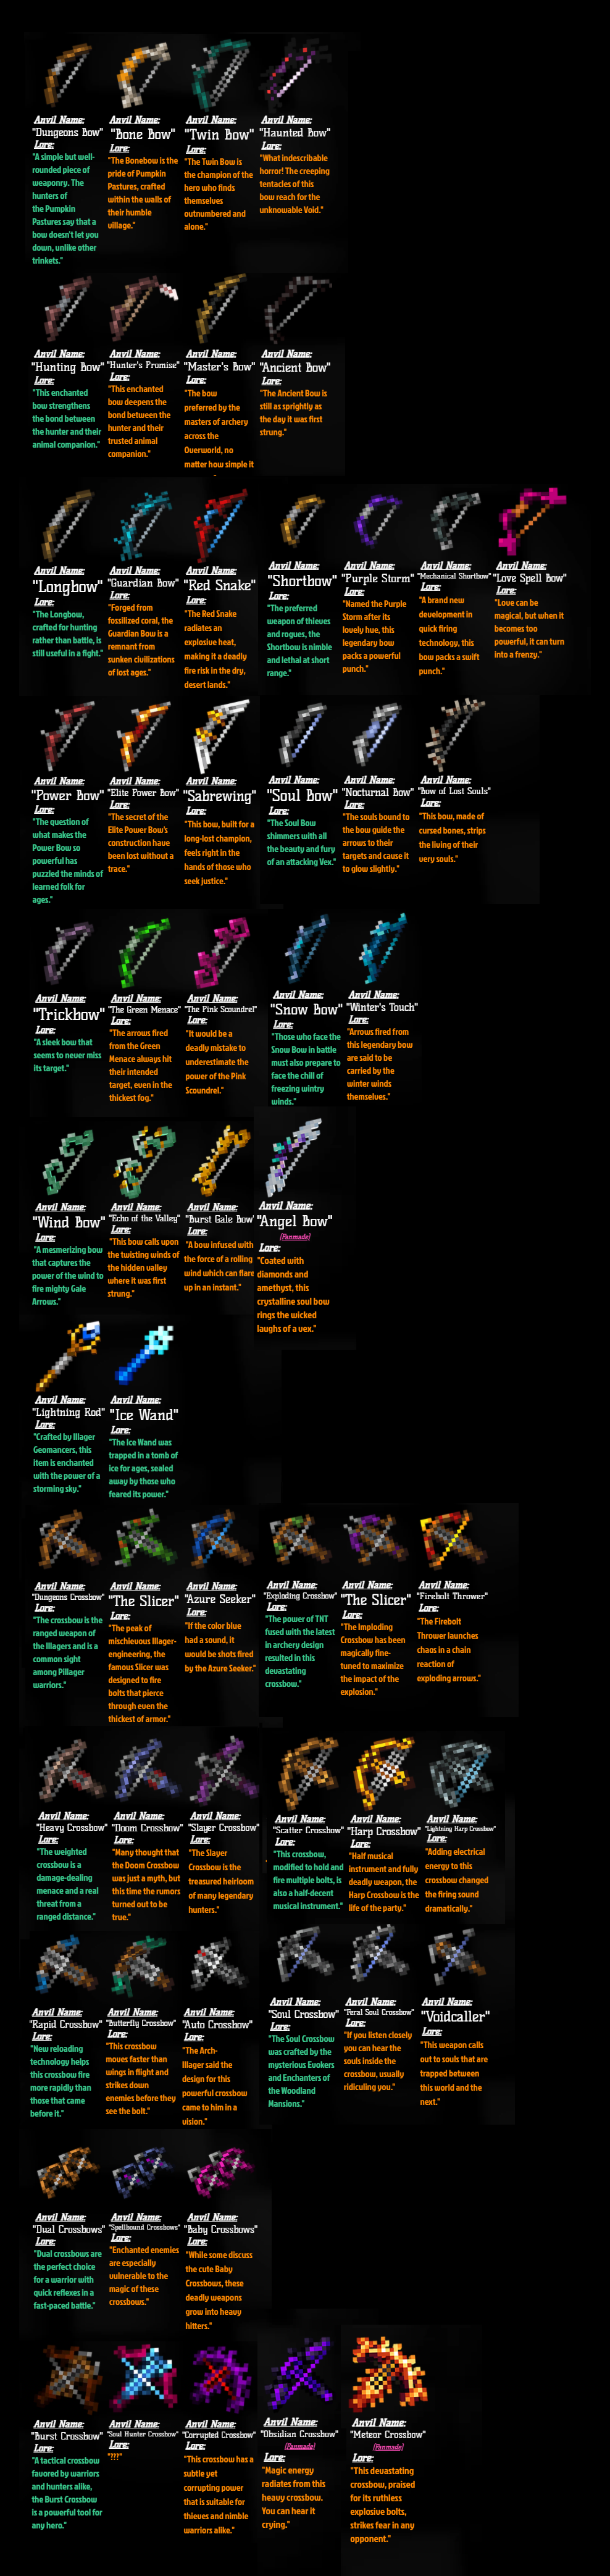 Anvil Name:
"Dungeons Bow"
Lore:
"A simple but well-
rounded piece of
weaponry. The
hunters of
the Pumpkin
Pastures say that a
bow doesn't let you
down, unlike other
trinkets."
Anvil Name:
"Bone Bow"
Lore:
"The Bonebow is the
pride of Pumpkin
Pastures, crafted
within the walls of
their humble
village."
Anvil Name:
"Twin Bow"
Lore:
"The Twin Bow is
the champion of the
hero who finds
themselves
outnumbered and
alone."
Anvil Name:
"Haunted Bow"
Lore:
"What indescribable
horror! The creeping
tentacles of this
bow reach for the
unknowable Void."
Anvil Name:
"Hunting Bow"
Lore:
"This enchanted
bow strengthens
the bond between
the hunter and their
animal companion."
Anvil Name:
"Hunter's Promise"
Lore:
"This enchanted
bow deepens the
bond between the
hunter and their
trusted animal
companion."
Anvil Name:
"Master's Bow"
Lore:
"The bow
preferred by the
masters of archery
across the
Overworld, no
matter how simple it
Anvil Name:
"Ancient Bow"
Lore:
"The Ancient Bow is
still as sprightly as
the day it was first
strung."
Anvil Name:
"Longbow"
Lore:
"The Longbow,
crafted for hunting
rather than battle, is
still useful in a fight."
Anvil Name:
"Guardian Bow"
Lore:
"Forged from
fossilized coral, the
Guardian Bow is a
remnant from
sunken civilizations
of lost ages."
Anvil Name:
"Red Snake"
Lore:
"The Red Snake
radiates an
explosive heat,
making it a deadly
fire risk in the dry,
desert lands."
Anvil Name:
"Shortbow"
Lore:
"The preferred
weapon of thieves
and rogues, the
Shortbow is nimble
and lethal at short
range."
Anvil Name:
"Purple Storm"
Lore:
"Named the Purple
Storm after its
lovely hue, this
legendary bow
packs a powerful
punch."
Anvil Name:
"Mechanical Shortbow"
Lore:
"A brand new
development in
quick firing
technology, this
bow packs a swift
punch."
Anvil Name:
"Love Spell Bow"
Lore:
"Love can be
magical, but when it
becomes too
powerful, it can turn
into a frenzy."
Anvil Name:
"Power Bow"
Lore:
"The question of
what makes the
Power Bow so
powerful has
puzzled the minds of
learned folk for
ages."
Anvil Name:
"Elite Power Bow"
Lore:
"The secret of the
Elite Power Bow's
construction have
been lost without a
trace."
Anvil Name:
"Sabrewing"
Lore:
"This bow, built for a
long-lost champion,
feels right in the
hands of those who
seek justice."
Anvil Name:
"Soul Bow"
Lore:
"The Soul Bow
shimmers with all
the beauty and fury
of an attacking Vex."
Anvil Name:
"Nocturnal Bow"
Lore:
"The souls bound to
the bow guide the
arrows to their
targets and cause it
to glow slightly."
Anvil Name:
"Bow of Lost Souls"
Lore:
"This bow, made of
cursed bones, strips
the living of their
very souls."
Anvil Name:
"Trickbow"
Lore:
"A sleek bow that
seems to never miss
its target."
Anvil Name:
"The Green Menace"
Lore:
"The arrows fired
from the Green
Menace always hit
their intended
target, even in the
thickest fog."
Anvil Name:
"The Pink Scoundrel"
Lore:
"It would be a
deadly mistake to
underestimate the
power of the Pink
Scoundrel."
Anvil Name:
"Snow Bow"
Lore:
"Those who face the
Snow Bow in battle
must also prepare to
face the chill of
freezing wintry
winds."
Anvil Name:
"Winter's Touch"
Lore:
"Arrows fired from
this legendary bow
are said to be
carried by the
winter winds
themselves."
Anvil Name:
"Wind Bow"
Lore:
"A mesmerizing bow
that captures the
power of the wind to
fire mighty Gale
Arrows."
Anvil Name:
"Echo of the Valley"
Lore:
"This bow calls upon
the twisting winds of
the hidden valley
where it was first
strung."
Anvil Name:
"Burst Gale Bow"
Lore:
"A bow infused with
the force of a rolling
wind which can flare
up in an instant."
Anvil Name:
"Angel Bow"
(Fanmade)
Lore:
"Coated with
diamonds and
amethyst, this
crystalline soul bow
rings the wicked
laughs of a vex."
Anvil Name:
"Lightning Rod"
Lore:
"Crafted by Illager
Geomancers, this
item is enchanted
with the power of a
storming sky."
Anvil Name:
"Ice Wand"
Lore:
"The Ice Wand was
trapped in a tomb of
ice for ages, sealed
away by those who
feared its power."
Anvil Name:
"Dungeons Crossbow"
Lore:
"The crossbow is the
ranged weapon of
the Illagers and is a
common sight
among Pillager
warriors."
Anvil Name:
"The Slicer"
Lore:
"The peak of
mischievous Illager-
engineering, the
famous Slicer was
designed to fire
bolts that pierce
through even the
thickest of armor."
Anvil Name:
"Azure Seeker"
Lore:
"If the color blue
had a sound, it
would be shots fired
by the Azure Seeker."
Anvil Name:
"Exploding Crossbow"
Lore:
"The power of TNT
fused with the latest
in archery design
resulted in this
devastating
crossbow."
Anvil Name:
"The Slicer"
Lore:
"The Imploding
Crossbow has been
magically fine-
tuned to maximize
the impact of the
explosion."
Anvil Name:
"Firebolt Thrower"
Lore:
"The Firebolt
Thrower launches
chaos in a chain
reaction of
exploding arrows."
Anvil Name:
"Heavy Crossbow"
Lore:
"The weighted
crossbow is a
damage-dealing
menace and a real
threat from a
ranged distance."
Anvil Name:
"Doom Crossbow"
Lore:
"Many thought that
the Doom Crossbow
was just a myth, but
this time the rumors
turned out to be
true."
Anvil Name:
"Slayer Crossbow"
Lore:
"The Slayer
Crossbow is the
treasured heirloom
of many legendary
hunters."
Anvil Name:
"Scatter Crossbow"
Lore:
"This crossbow,
modified to hold and
fire multiple bolts, is
also a half-decent
musical instrument."
Anvil Name:
"Harp Crossbow"
Lore:
"Half musical
instrument and fully
deadly weapon, the
Harp Crossbow is the
life of the party."
Anvil Name:
"Lightning Harp Crossbow"
Lore:
"Adding electrical
energy to this
crossbow changed
the firing sound
dramatically."
Anvil Name:
"Rapid Crossbow"
Lore:
"New reloading
technology helps
this crossbow fire
more rapidly than
those that came
before it."
Anvil Name:
"Butterfly Crossbow"
Lore:
"This crossbow
moves faster than
wings in flight and
strikes down
enemies before they
see the bolt."
Anvil Name:
"Auto Crossbow"
Lore:
"The Arch-
Illager said the
design for this
powerful crossbow
came to him in a
vision."
Anvil Name:
"Soul Crossbow"
Lore:
"The Soul Crossbow
was crafted by the
mysterious Evokers
and Enchanters of
the Woodland
Mansions."
Anvil Name:
"Feral Soul Crossbow"
Lore:
"If you listen closely
you can hear the
souls inside the
crossbow, usually
ridiculing you."
Anvil Name:
"Voidcaller"
Lore:
"This weapon calls
out to souls that are
trapped between
this world and the
next."
Anvil Name:
"Dual Crossbows"
Lore:
"Dual crossbows are
the perfect choice
for a warrior with
quick reflexes in a
fast-paced battle."
Anvil Name:
"Spellbound Crossbows"
Lore:
"Enchanted enemies
are especially
vulnerable to the
magic of these
crossbows."
Anvil Name:
"Baby Crossbows"
Lore:
"While some discuss
the cute Baby
Crossbows, these
deadly weapons
grow into heavy
hitters."
Anvil Name:
"Burst Crossbow"
Lore:
"A tactical crossbow
favored by warriors
and hunters alike,
the Burst Crossbow
is a powerful tool for
any hero."
Anvil Name:
"Soul Hunter Crossbow"
Lore:
"???"
Anvil Name:
"Corrupted Crossbow"
Lore:
"This crossbow has a
subtle yet
corrupting power
that is suitable for
thieves and nimble
warriors alike."
Anvil Name:
"Obsidian Crossbow"
(Fanmade)
Lore:
"Magic energy
radiates from this
heavy crossbow.
You can hear it
crying."
Anvil Name:
"Meteor Crossbow"
(Fanmade)
Lore:
"This devastating
crossbow, praised
for its ruthless
explosive bolts,
strikes fear in any
opponent."